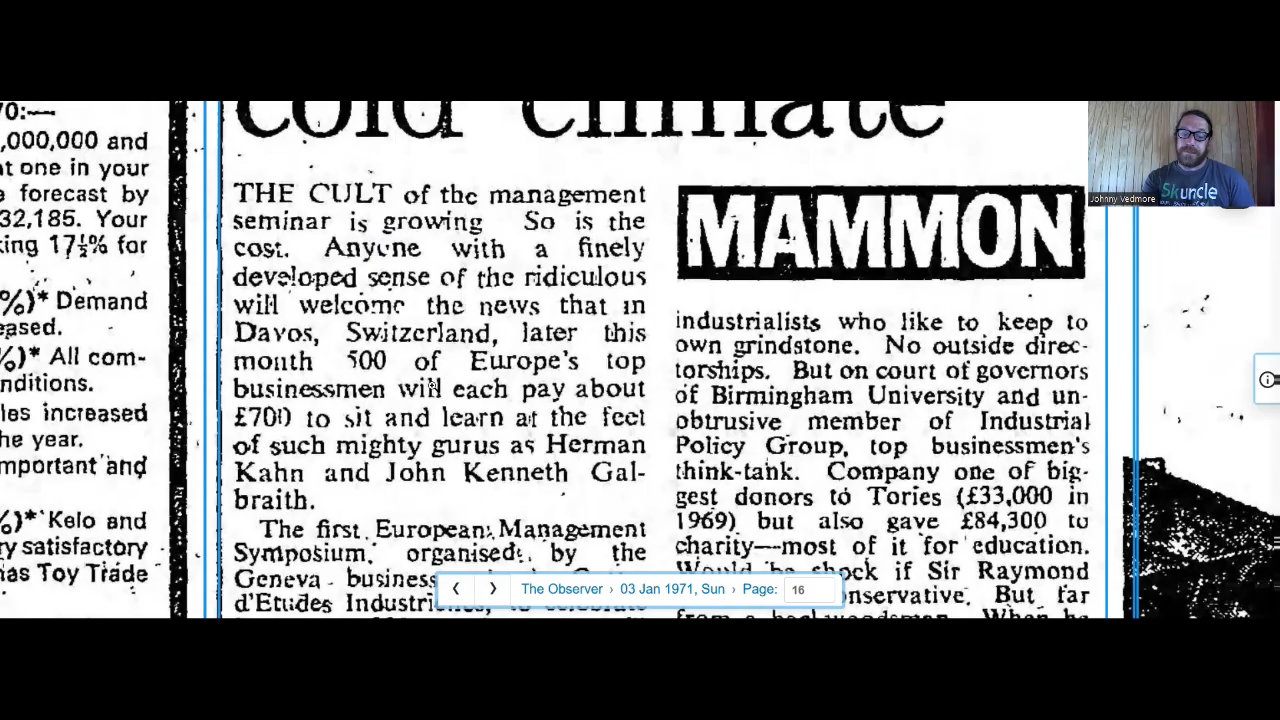 cold climate
70:—
,000,000 and
at one in your
e forecast by
32,185. Your
king 17½% for
%)* Demand
eased.
%)* All com-
nditions.
les increased
he year.
mportant and
%)* Kelo and
ry satisfactory
has Toy Trade
THE CULT of the management
seminar is growing So is the
cost. Anyone with a finely
developed sense of the ridiculous
will welcome the news that in
Davos, Switzerland, later this
month 500 of Europe's top
businessmen will each pay about
£700 to sit and learn at the feet
of such mighty gurus as Herman
Kahn and John Kenneth Gal-
braith.
The first European Management
Symposium, organised by the
Geneva business
d'Etudes Industrielles, to celebrate
MAMMON
industrialists who like to keep to
own grindstone. No outside direc-
torships. But on court of governors
of Birmingham University and un-
obtrusive member of Industrial
Policy Group, top businessmen's
think-tank. Company one of big-
gest donors to Tories (£33,000 in
1969) but also gave £84,300 to
charity—most of it for education.
Would be shock if Sir Raymond
onservative. But far
from a backwoodsman. When he
The Observer › 03 Jan 1971, Sun › Page: 16
Skuncle
Johnny Vedmore